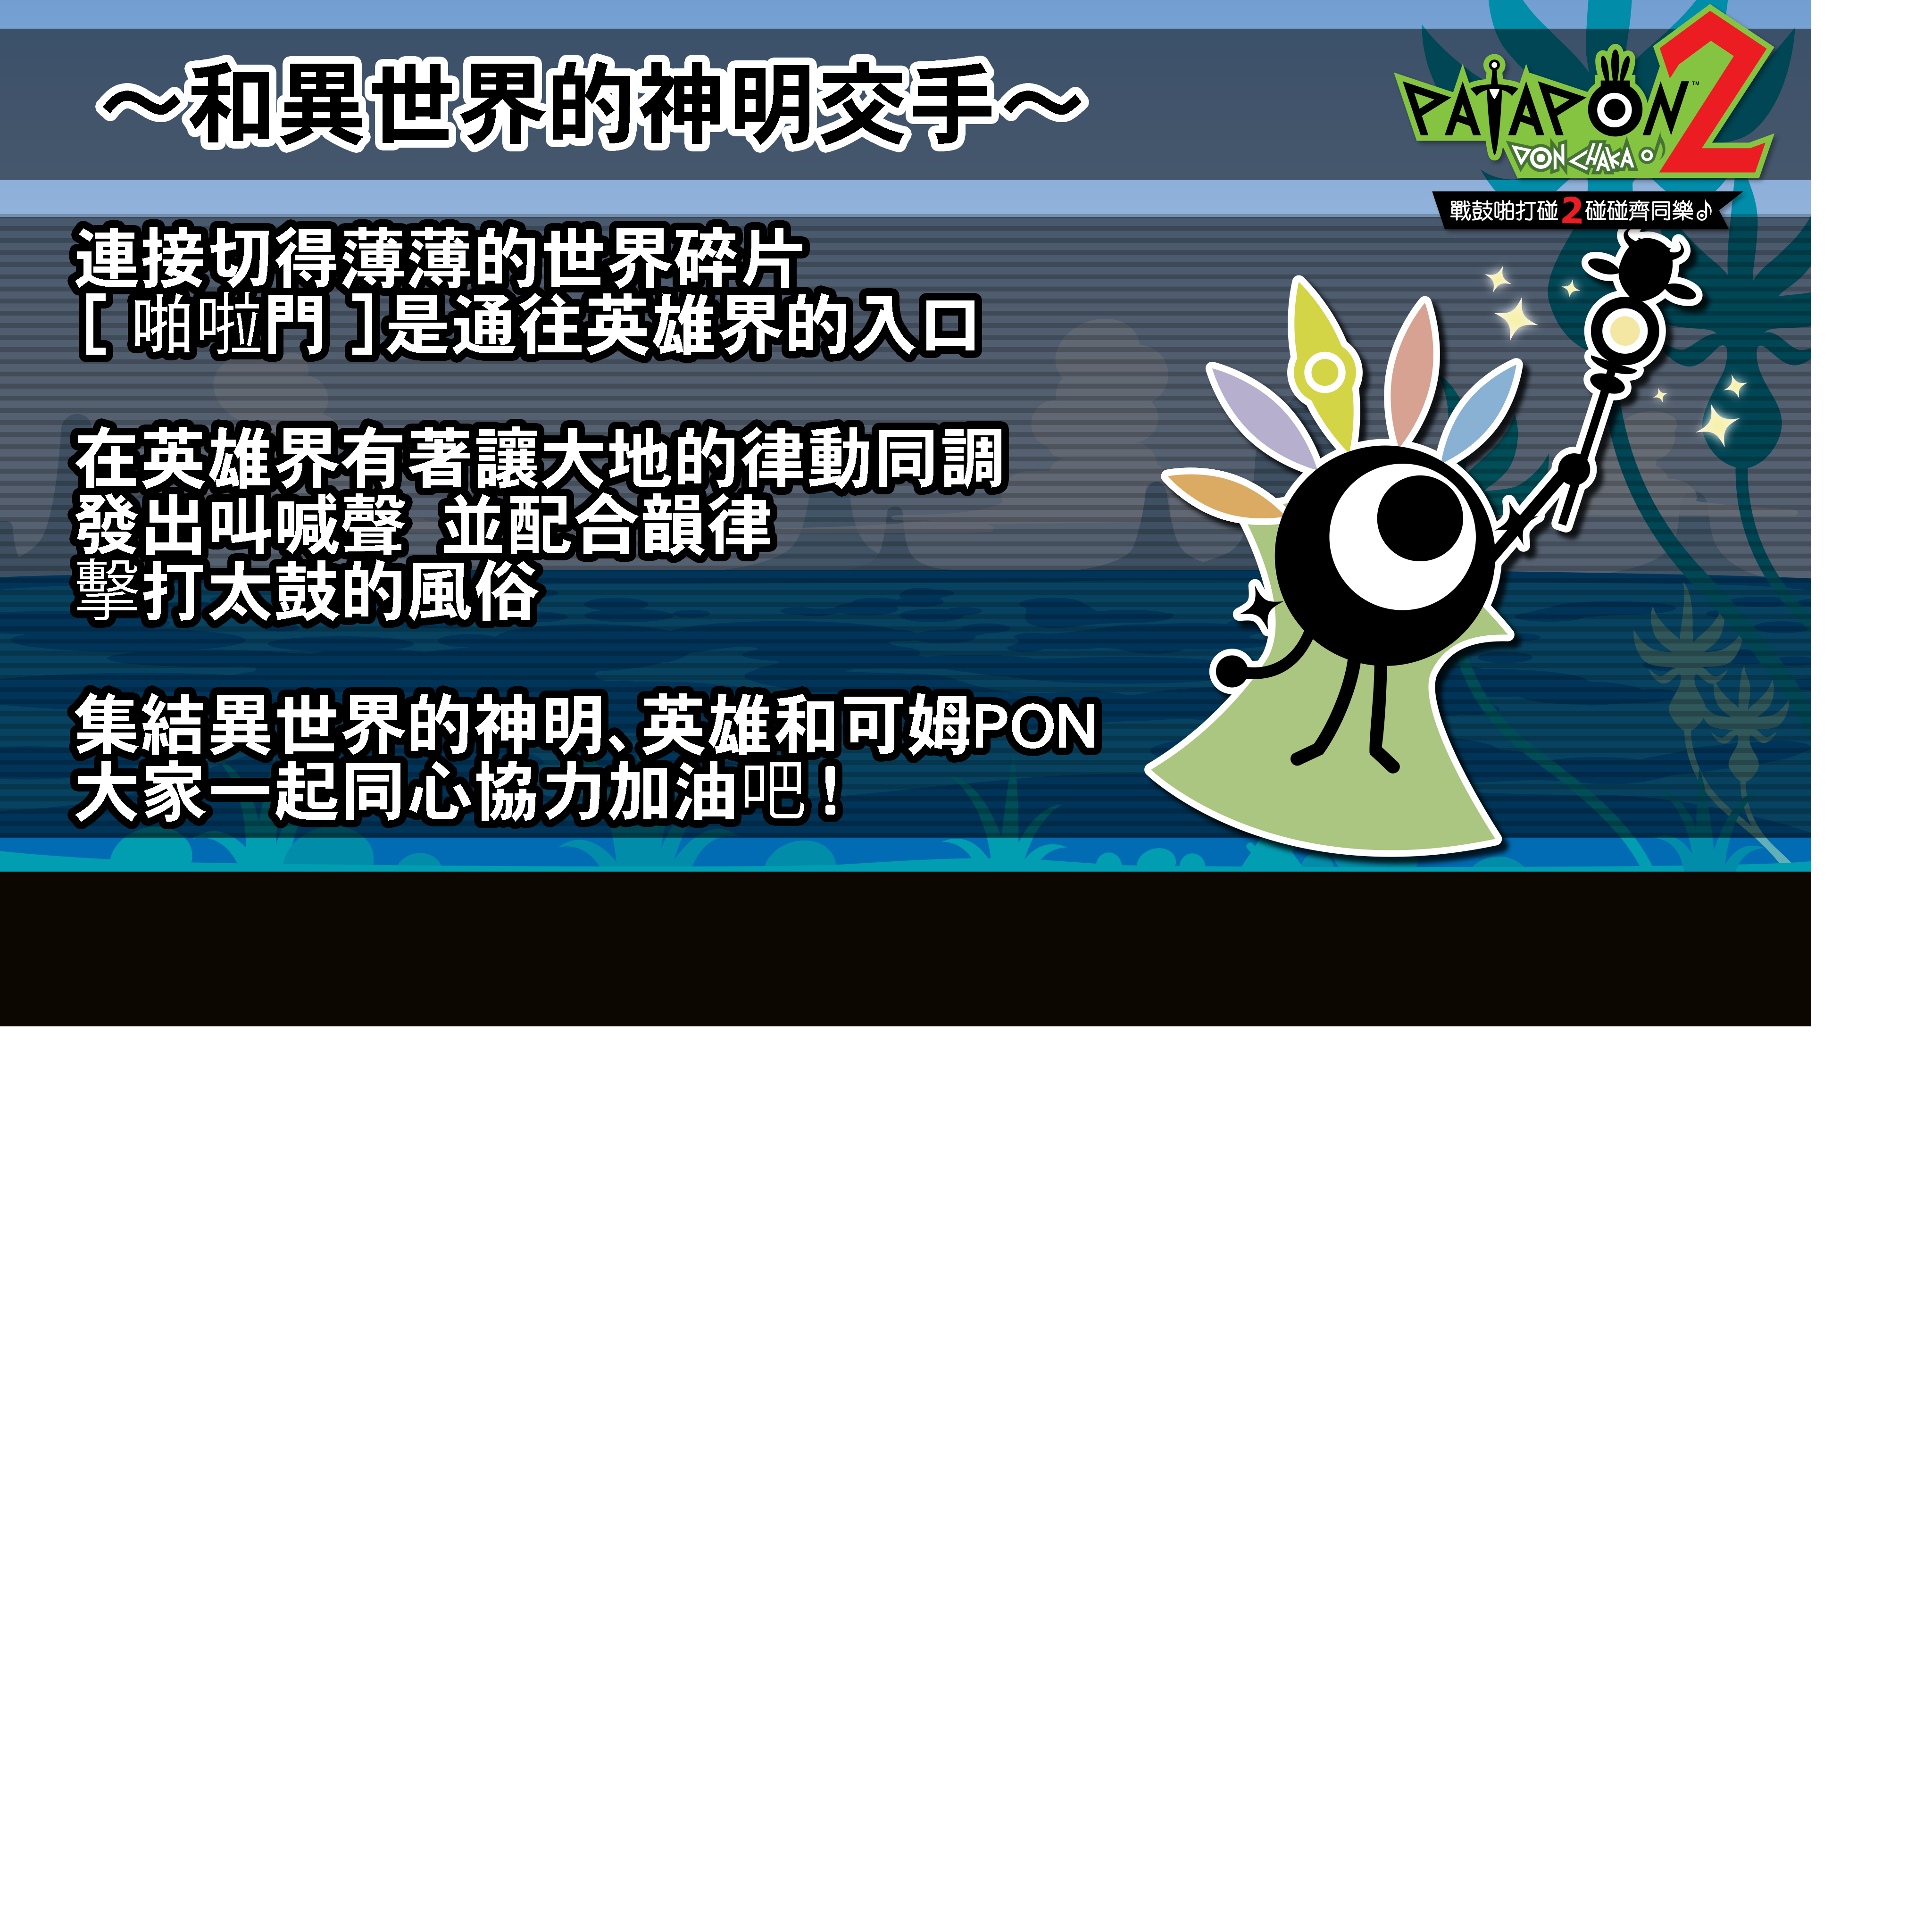 ～和異世界的神明交手～
PATAPON 2
™
DON CHAKA♪
戰鼓啪打碰2碰碰齊同樂♪
連接切得薄薄的世界碎片
[ 啪啦門 ]是通往英雄界的入口
在英雄界有著讓大地的律動同調
發出叫喊聲 並配合韻律
擊打太鼓的風俗
集結異世界的神明、英雄和可姆PON
大家一起同心協力加油吧！